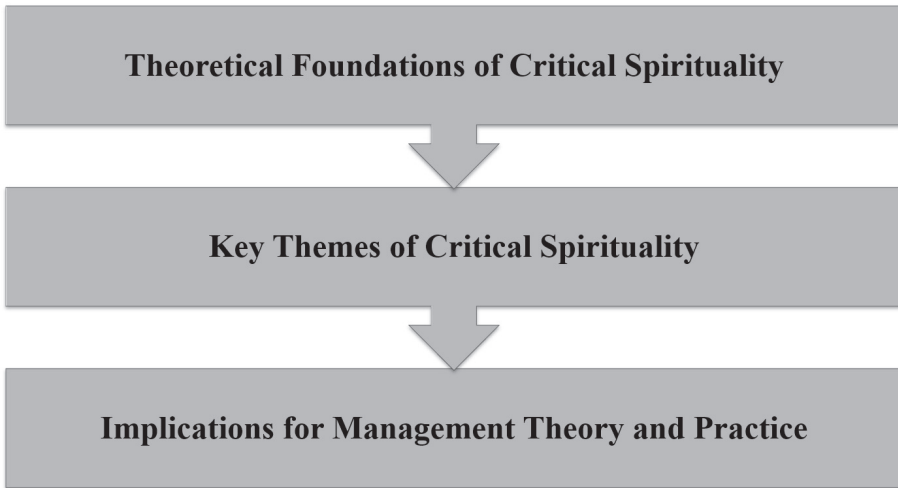 Theoretical Foundations of Critical Spirituality
Key Themes of Critical Spirituality
Implications for Management Theory and Practice